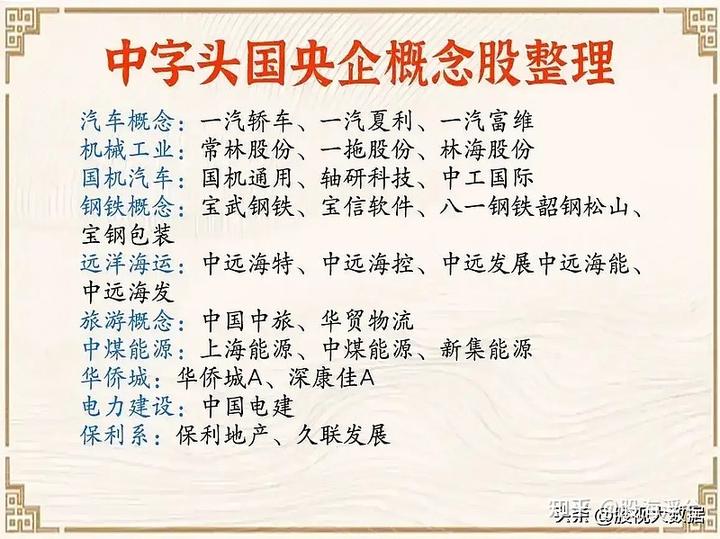 中字头国央企概念股整理
汽车概念：一汽轿车、一汽夏利、一汽富维
机械工业：常林股份、一拖股份、林海股份
国机汽车：国机通用、轴研科技、中工国际
钢铁概念：宝武钢铁、宝信软件、八一钢铁韶钢松山、
宝钢包装
远洋海运：中远海特、中远海控、中远发展中远海能、
中远海发
旅游概念：中国中旅、华贸物流
中煤能源：上海能源、中煤能源、新集能源
华侨城：华侨城A、深康佳A
电力建设：中国电建
保利系：保利地产、久联发展
知乎
头条 @股视大数据